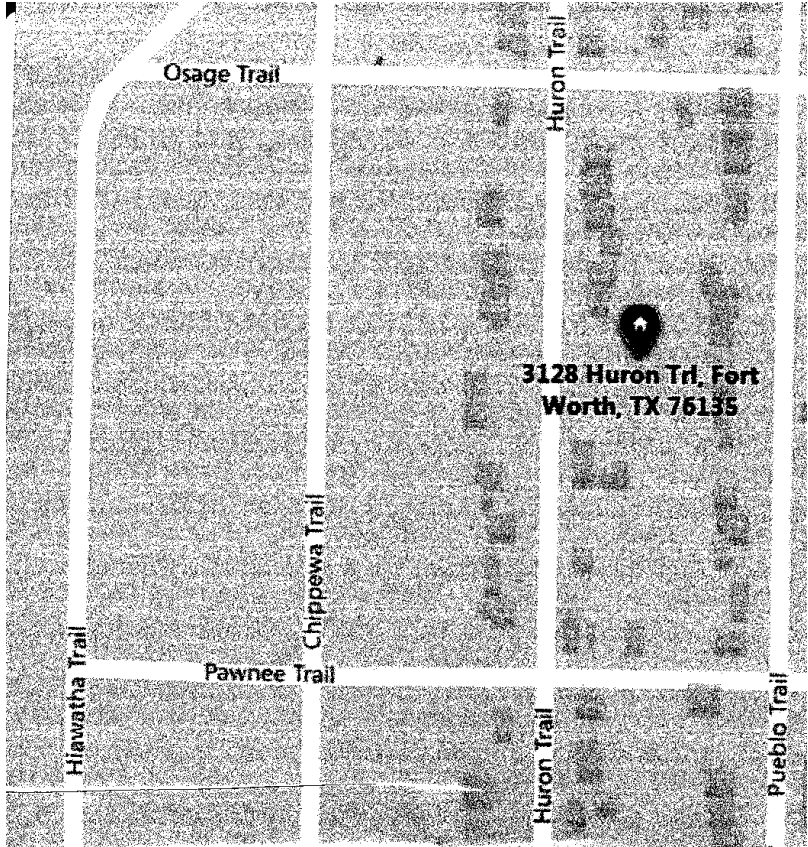 Huron Trail
Osage Trail
3128 Huron Trl, Fort
Worth, TX 76135
Chippewa Trail
Hiawatha Trail
Pawnee Trail
Pueblo Trail
Huron Trail